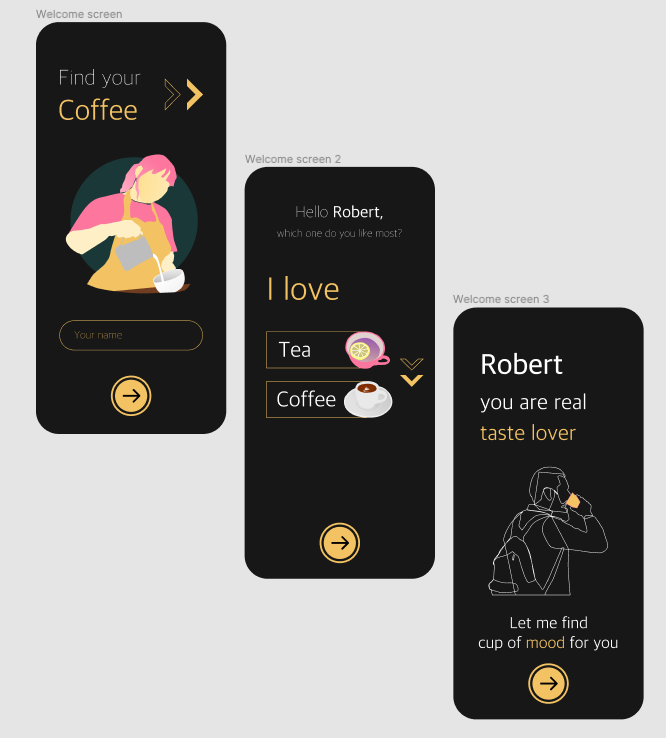 Welcome screen
Find your
Coffee
Your name
Welcome screen 2
Hello Robert,
which one do you like most?
I love
Tea
Coffee
Welcome screen 3
Robert
you are real
taste lover
Let me find
cup of mood for you